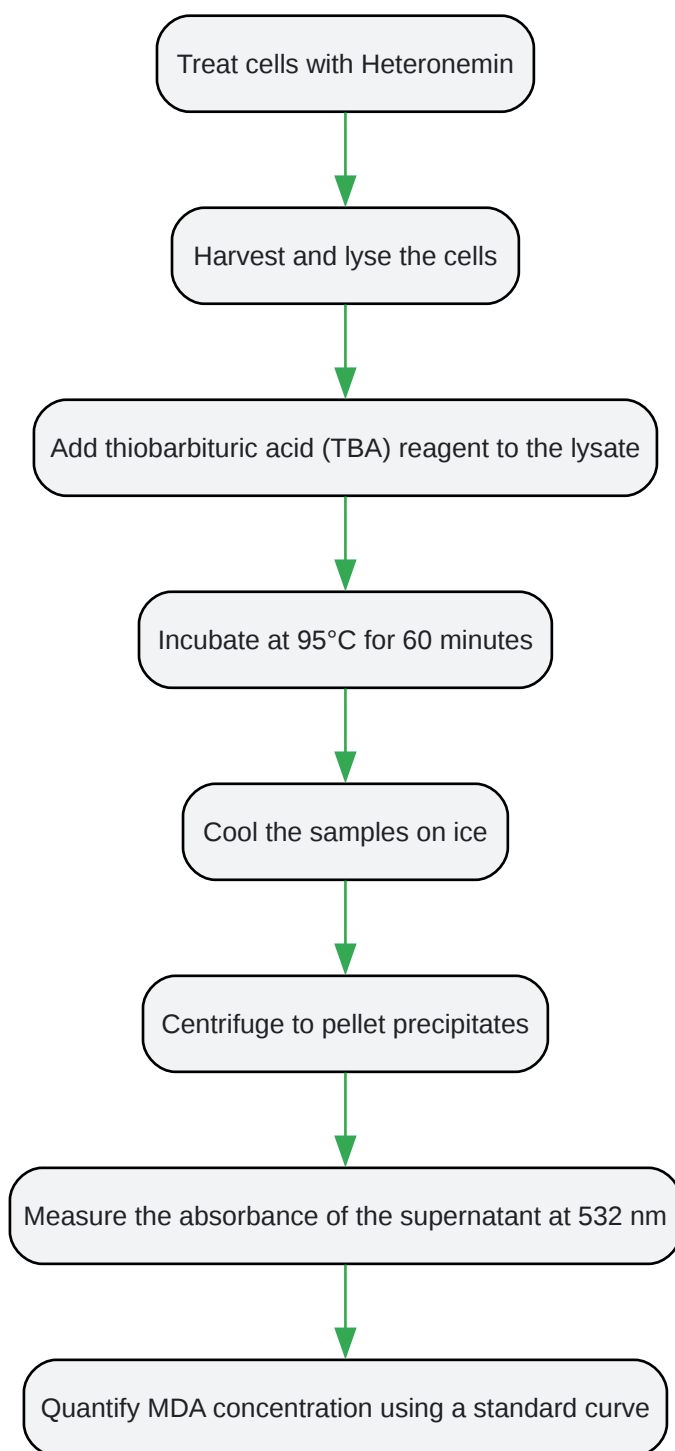 Treat cells with Heteronemin
Harvest and lyse the cells
Add thiobarbituric acid (TBA) reagent to the lysate
Incubate at 95°C for 60 minutes
Cool the samples on ice
Centrifuge to pellet precipitates
Measure the absorbance of the supernatant at 532 nm
Quantify MDA concentration using a standard curve